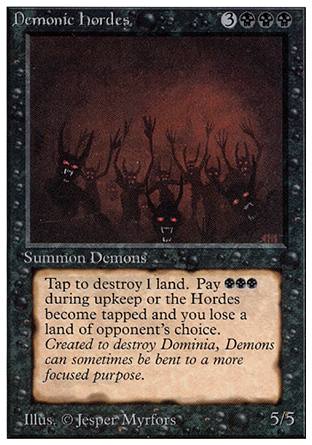 Demonic Hordes 3
Summon Demons
Tap to destroy 1 land. Pay
during upkeep or the Hordes
become tapped and you lose a
land of opponent's choice.
Created to destroy Dominia, Demons
can sometimes be bent to a more
focused purpose.
Illus. © Jesper Myrfors 5/5